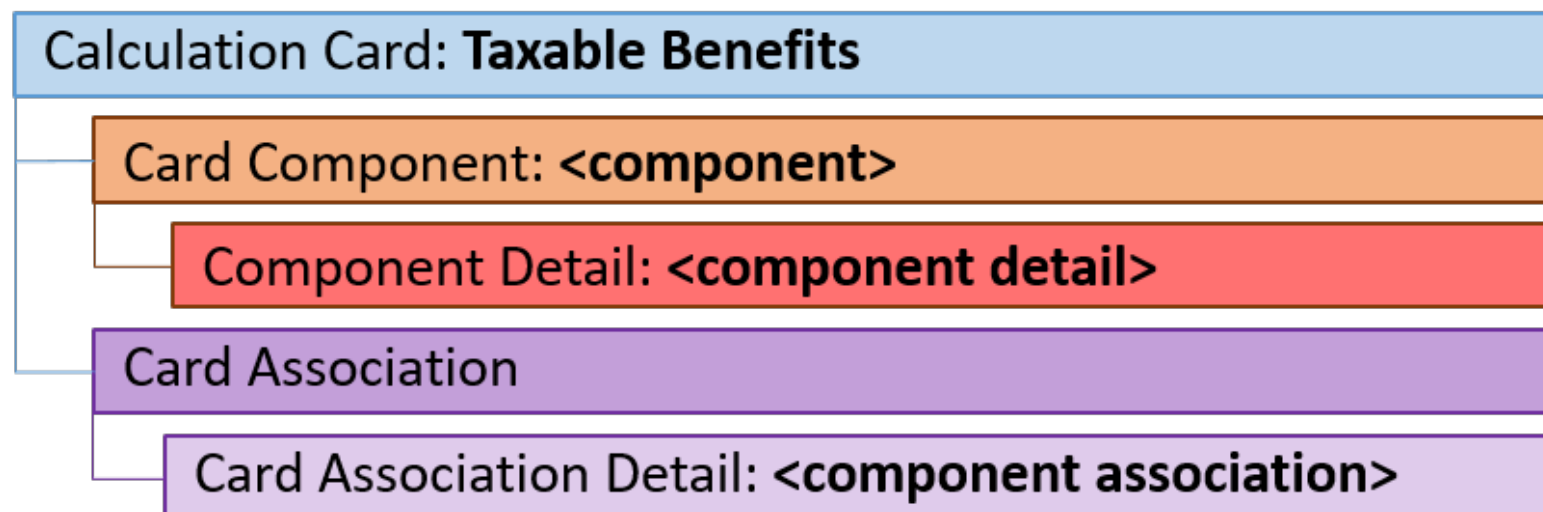 Calculation Card: Taxable Benefits
Card Component: <component>
Component Detail: <component detail>
Card Association
Card Association Detail: <component association>